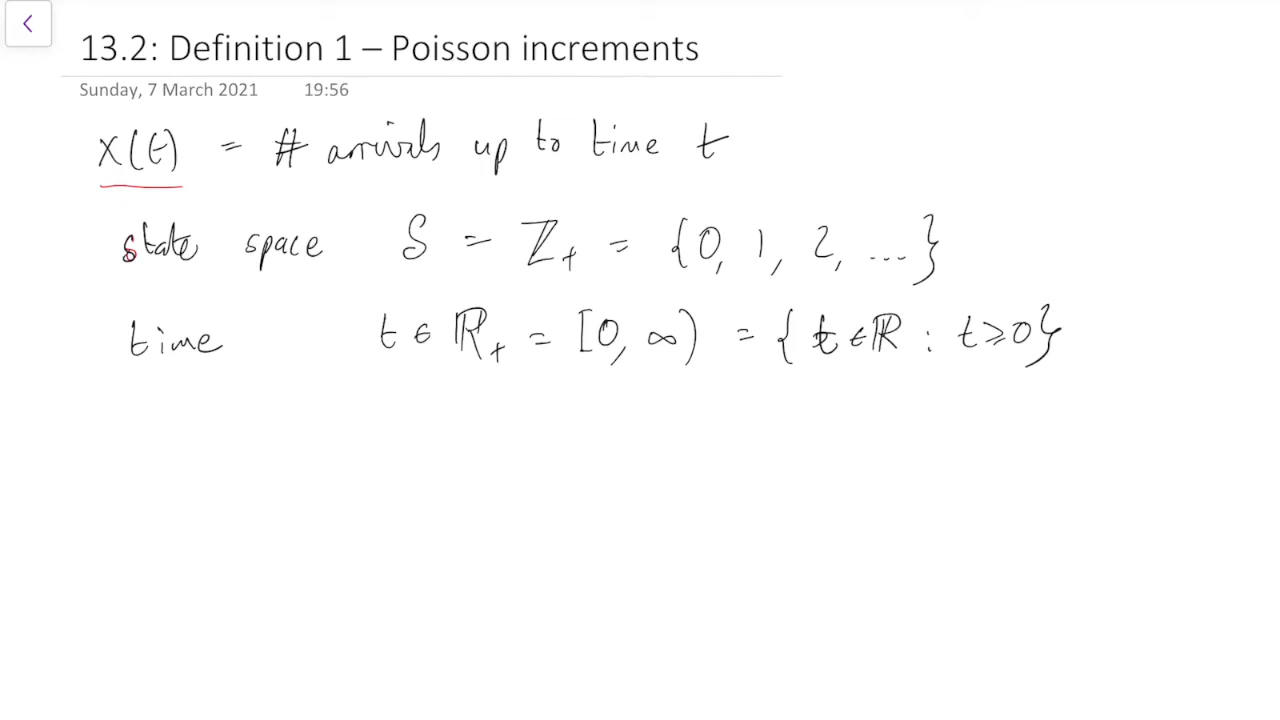 13.2: Definition 1 – Poisson increments
Sunday, 7 March 2021 19:56
X(t) = # arrivals up to time t
state space S = ℤ₊ = {0, 1, 2, ...}
time t ∈ ℝ₊ = [0, ∞) = {t ∈ ℝ : t ⩾ 0}